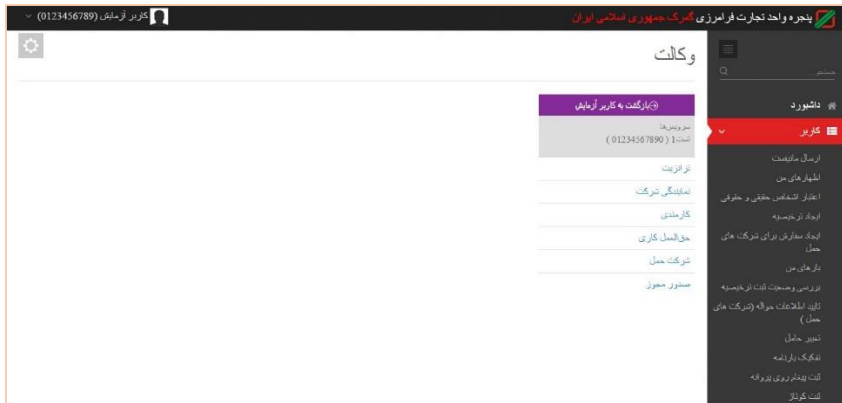 پنجره واحد تجارت فرامرزی گمرک جمهوری اسلامی ایران
کاربر آزمایش (0123456789)
وکالت
جستجو...
داشبورد
کاربر
ارسال مانیفست
اظهارهای من
اعتبار اشخاص حقیقی و حقوقی
ایجاد ترخیصیه
ایجاد سفارش برای شرکت های
حمل
بارهای من
بررسی وضعیت ثبت ترخیصیه
تایید اطلاعات حواله (شرکت های
حمل )
تغییر حامل
تفکیک بارنامه
ثبت پیغام روی پروانه
ثبت کوتاژ
بازگشت به کاربر آزمایش
سرویس‌ها
تست1 ( 01234567890 )
ترانزیت
نمایندگی شرکت
کارمندی
حق‌العمل کاری
شرکت حمل
صدور مجوز